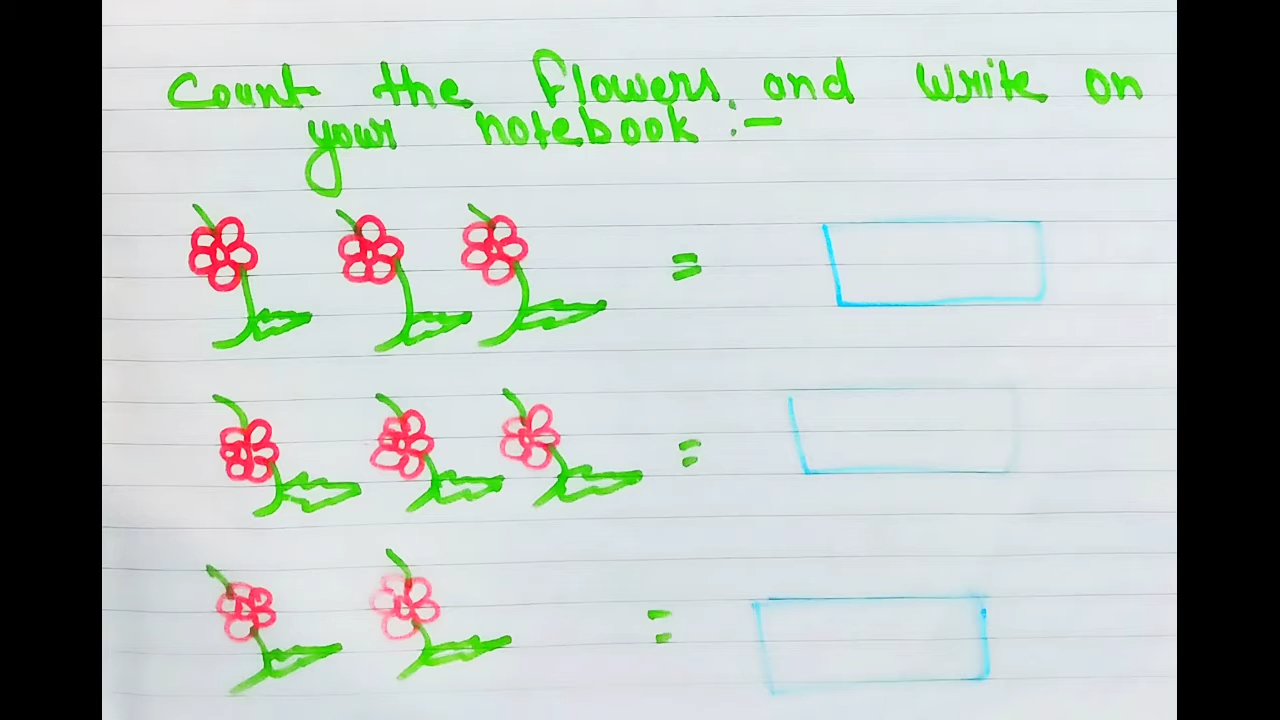 Count the flowers, and write on
your notebook :-
=
=
=